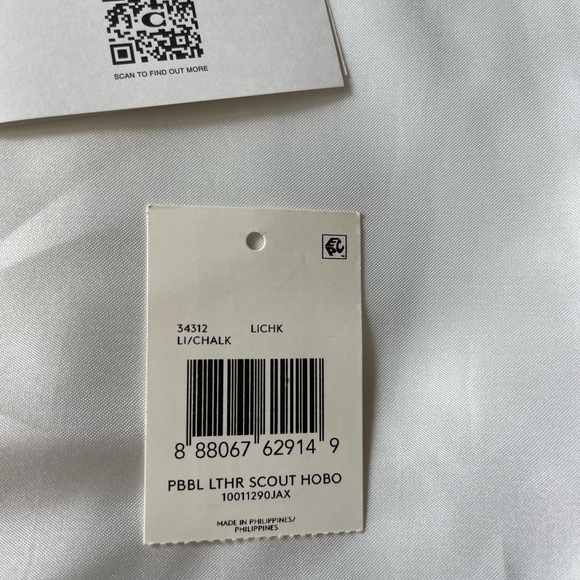 SCAN TO FIND OUT MORE
34312 LICHK
LI/CHALK
8 88067 62914 9
PBBL LTHR SCOUT HOBO
10011290JAX
MADE IN PHILIPPINES/
PHILIPPINES